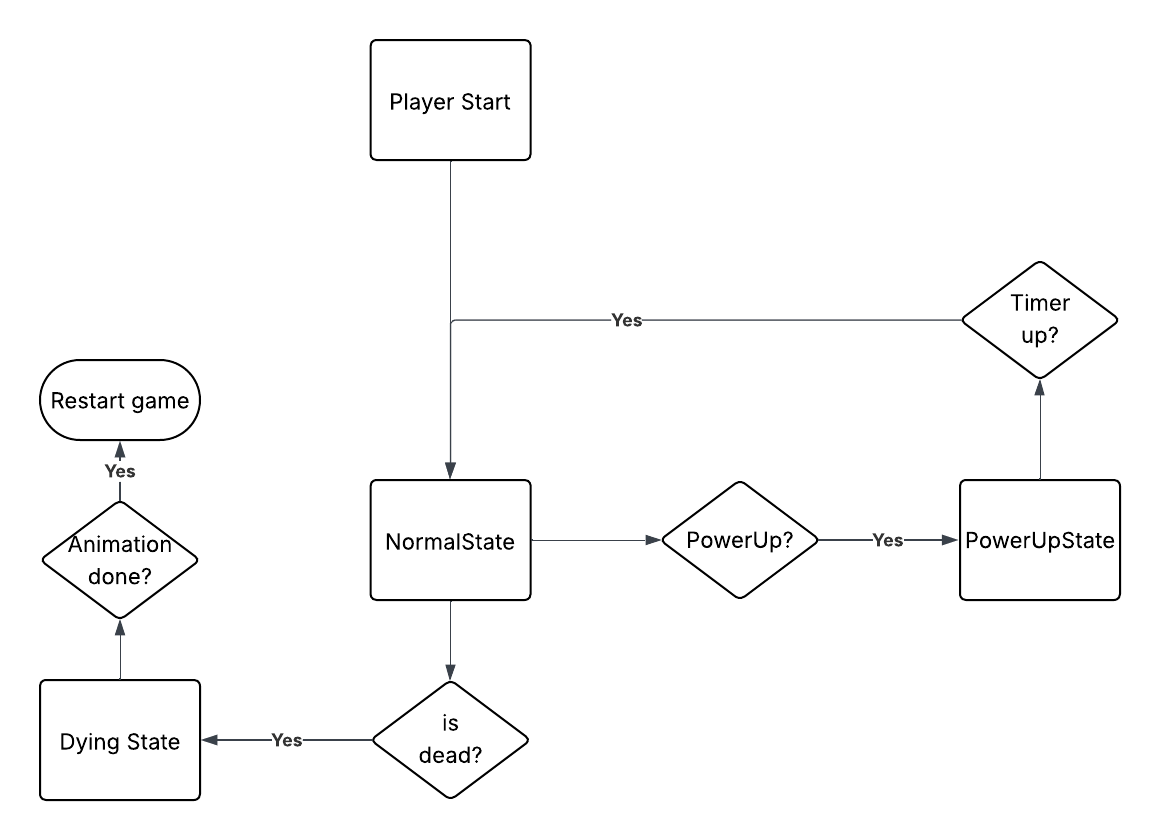 Player Start
Timer
up?
Yes
Restart game
Yes
Animation
done?
NormalState
PowerUp?
Yes
PowerUpState
Dying State
Yes
is
dead?